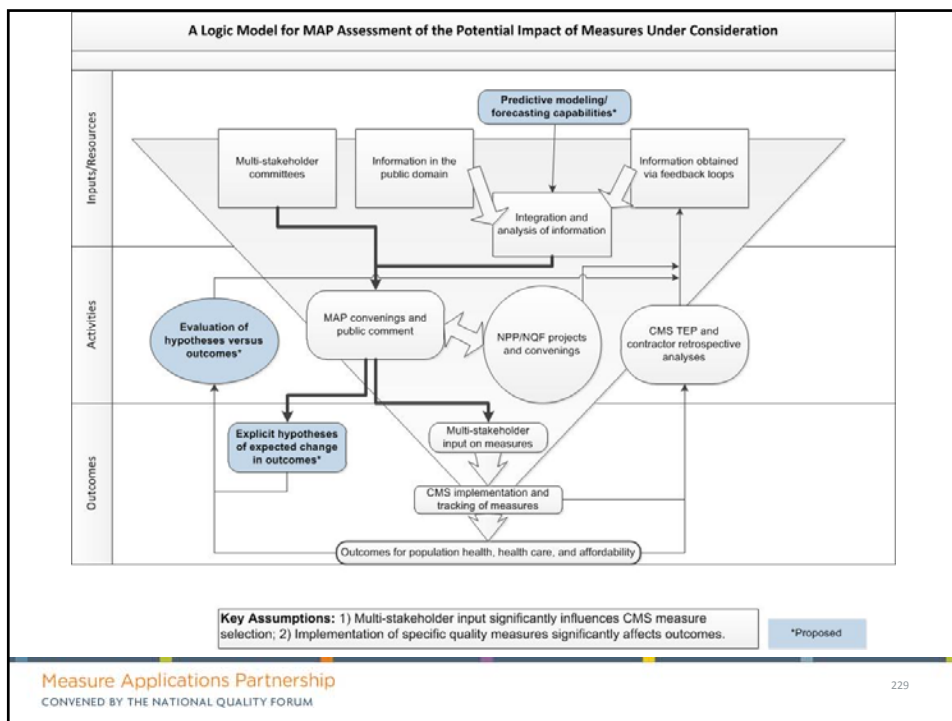 A Logic Model for MAP Assessment of the Potential Impact of Measures Under Consideration
Inputs/Resources
Predictive modeling/
forecasting capabilities*
Multi-stakeholder
committees
Information in the
public domain
Information obtained
via feedback loops
Integration and
analysis of information
Activities
Evaluation of
hypotheses versus
outcomes*
MAP convenings and
public comment
NPP/NQF projects
and convenings
CMS TEP and
contractor retrospective
analyses
Outcomes
Explicit hypotheses
of expected change
in outcomes*
Multi-stakeholder
input on measures
CMS implementation and
tracking of measures
Outcomes for population health, health care, and affordability
Key Assumptions: 1) Multi-stakeholder input significantly influences CMS measure
selection; 2) Implementation of specific quality measures significantly affects outcomes.
*Proposed
Measure Applications Partnership
CONVENED BY THE NATIONAL QUALITY FORUM
229